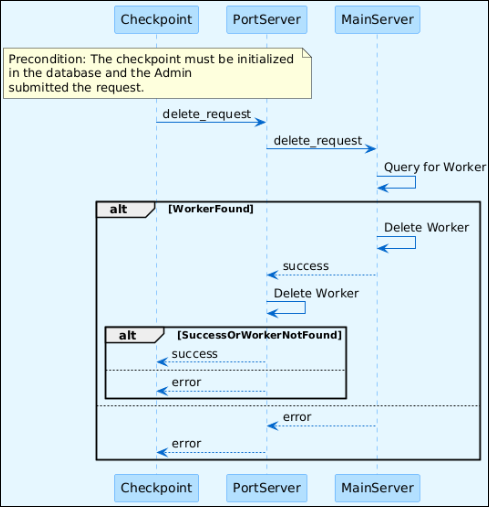 Checkpoint PortServer MainServer
Precondition: The checkpoint must be initialized
in the database and the Admin
submitted the request.
delete_request
delete_request
Query for Worker
alt [WorkerFound]
Delete Worker
success
Delete Worker
alt [SuccessOrWorkerNotFound]
success
error
error
error
Checkpoint PortServer MainServer